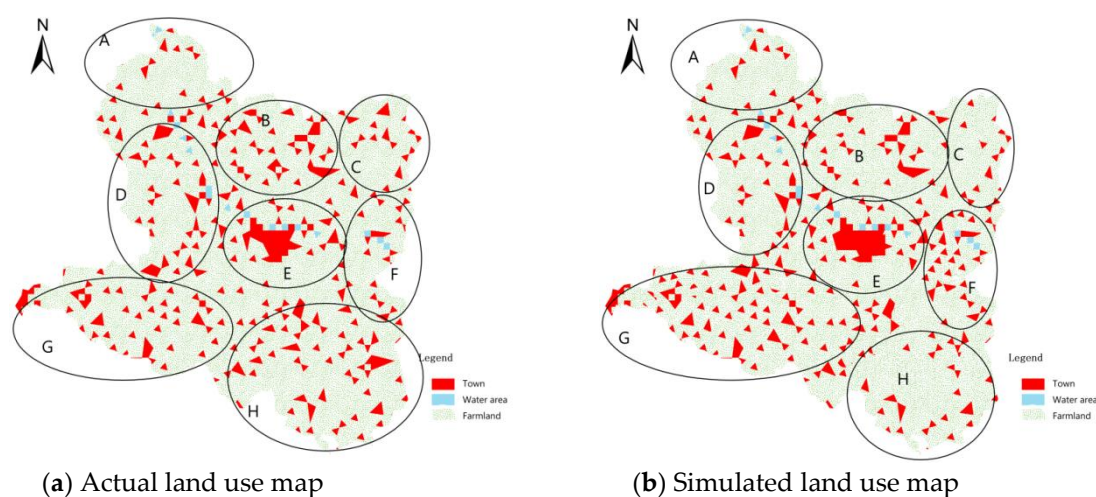 N
A
B
C
D
E
F
G
H
Legend
Town
Water area
Farmland
(a) Actual land use map
N
A
B
C
D
E
F
G
H
Legend
Town
Water area
Farmland
(b) Simulated land use map